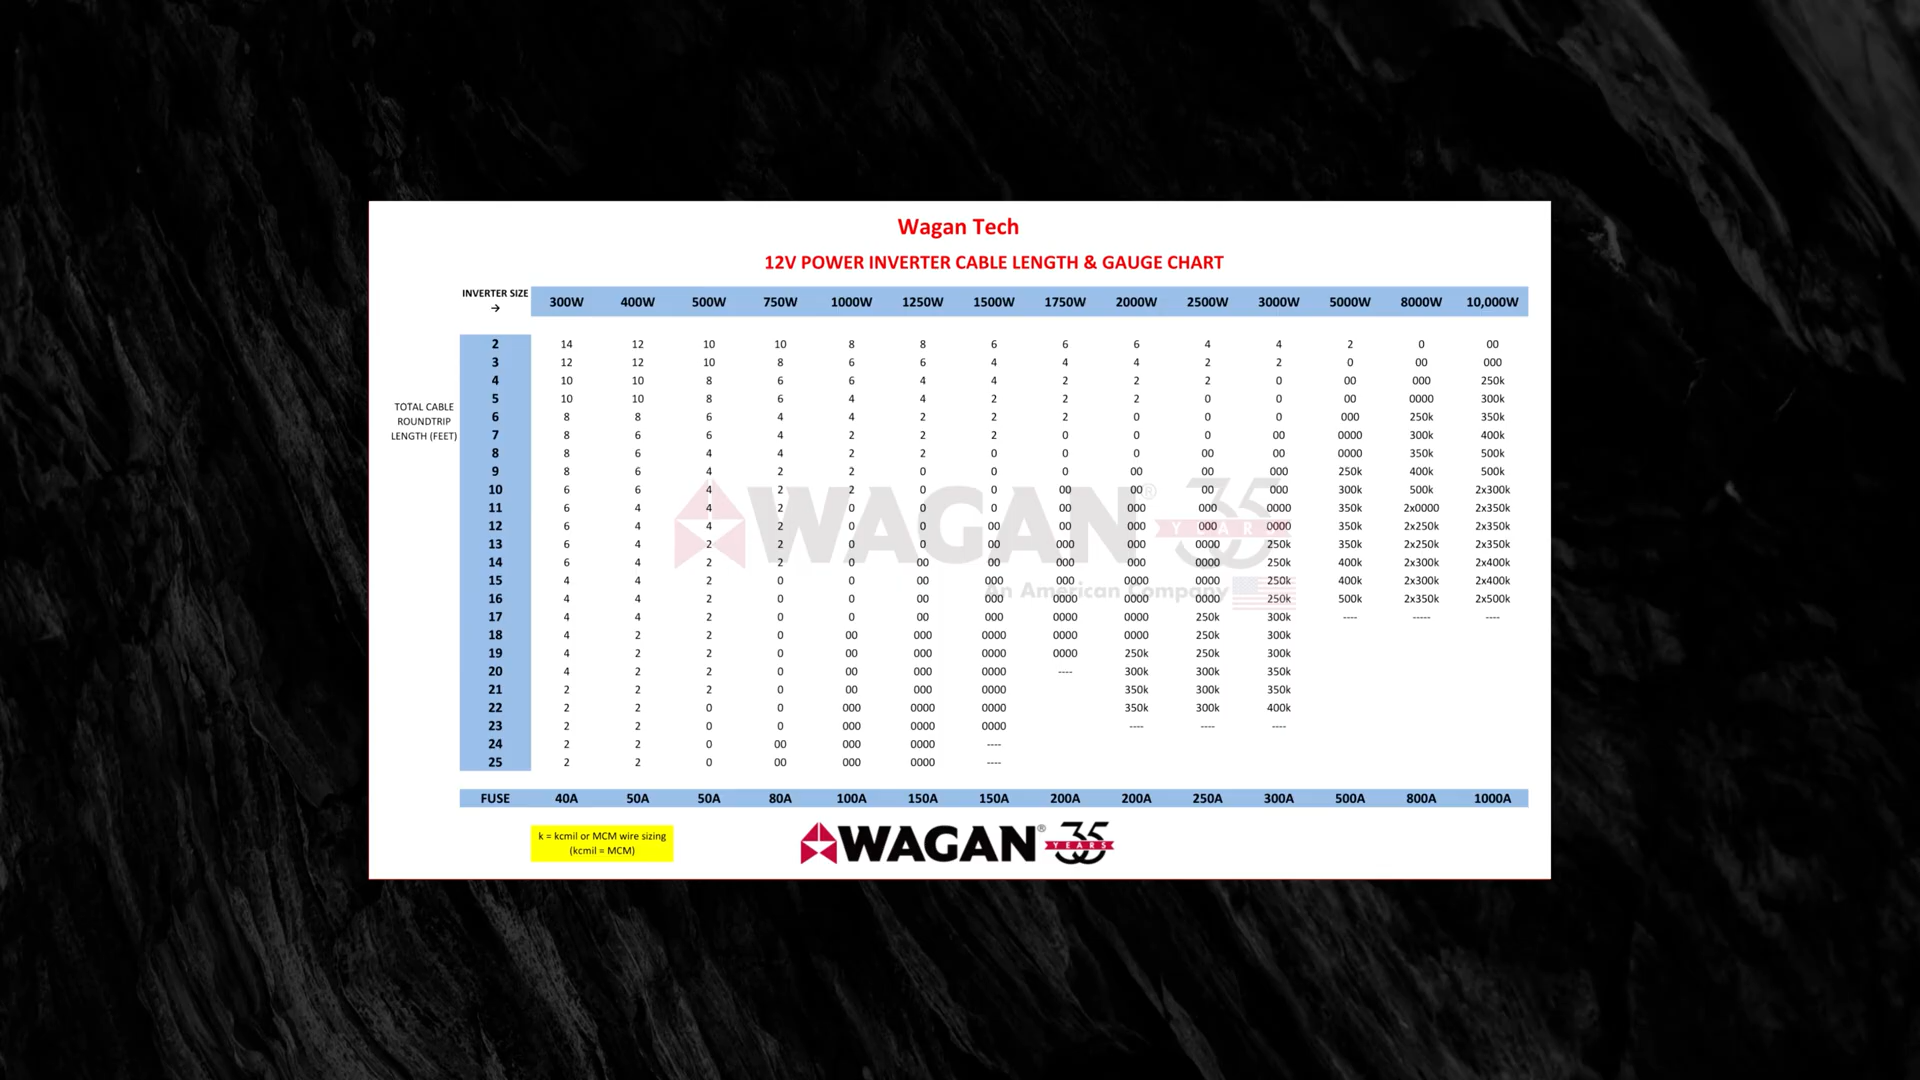 Wagan Tech
12V POWER INVERTER CABLE LENGTH & GAUGE CHART
INVERTER SIZE → 300W 400W 500W 750W 1000W 1250W 1500W 1750W 2000W 2500W 3000W 5000W 8000W 10,000W
TOTAL CABLE
ROUNDTRIP
LENGTH (FEET)
2 14 12 10 10 8 8 6 6 6 4 4 2 0 00
3 12 12 10 8 6 6 4 4 4 2 2 0 00 000
4 10 10 8 6 6 4 4 2 2 2 0 00 000 250k
5 10 10 8 6 4 4 2 2 2 0 0 00 0000 300k
6 8 8 6 4 4 2 2 2 0 0 0 000 250k 350k
7 8 6 6 4 2 2 2 0 0 0 00 0000 300k 400k
8 8 6 4 4 2 2 0 0 0 00 00 0000 350k 500k
9 8 6 4 2 2 0 0 0 00 00 000 250k 400k 500k
10 6 6 4 2 2 0 0 00 00 00 000 300k 500k 2x300k
11 6 4 4 2 0 0 0 00 000 000 0000 350k 2x0000 2x350k
12 6 4 4 2 0 0 00 00 000 000 0000 350k 2x250k 2x350k
13 6 4 2 2 0 0 00 000 000 0000 250k 350k 2x250k 2x350k
14 6 4 2 2 0 00 00 000 000 0000 250k 400k 2x300k 2x400k
15 4 4 2 0 0 00 000 000 0000 0000 250k 400k 2x300k 2x400k
16 4 4 2 0 0 00 000 0000 0000 0000 250k 500k 2x350k 2x500k
17 4 4 2 0 0 00 000 0000 0000 250k 300k ---- ----- ----
18 4 2 2 0 00 000 0000 0000 0000 250k 300k
19 4 2 2 0 00 000 0000 0000 250k 250k 300k
20 4 2 2 0 00 000 0000 ---- 300k 300k 350k
21 2 2 2 0 00 000 0000 350k 300k 350k
22 2 2 0 0 000 0000 0000 350k 300k 400k
23 2 2 0 0 000 0000 0000 ---- ---- ----
24 2 2 0 00 000 0000 ----
25 2 2 0 00 000 0000 ----
FUSE 40A 50A 50A 80A 100A 150A 150A 200A 200A 250A 300A 500A 800A 1000A
WAGAN® 35 YEARS
An American Company
k = kcmil or MCM wire sizing
(kcmil = MCM)
WAGAN® 35 YEARS